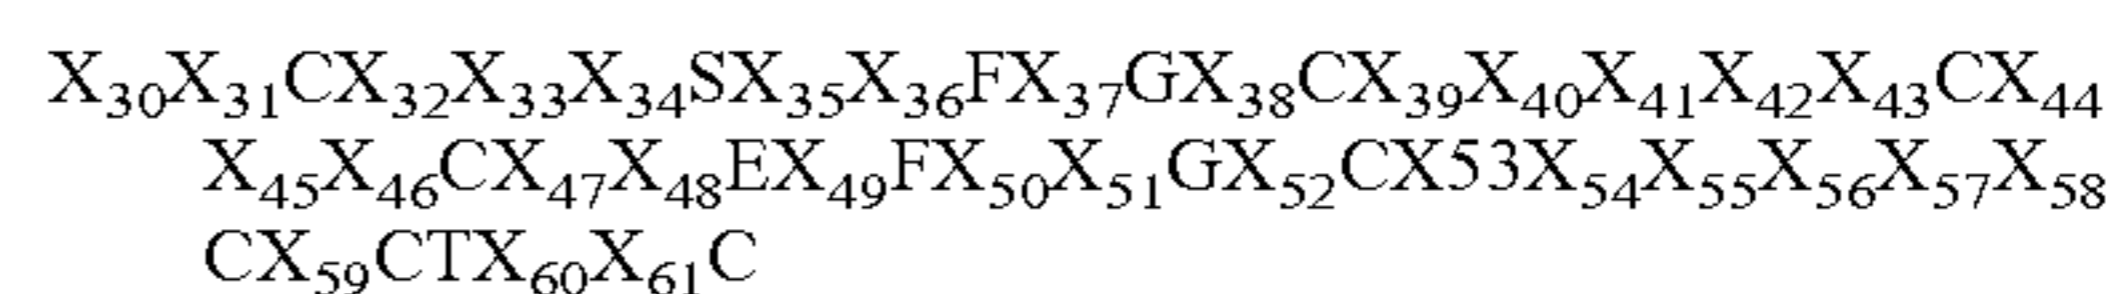 X₃₀X₃₁CX₃₂X₃₃X₃₄SX₃₅X₃₆FX₃₇GX₃₈CX₃₉X₄₀X₄₁X₄₂X₄₃CX₄₄
X₄₅X₄₆CX₄₇X₄₈EX₄₉FX₅₀X₅₁GX₅₂CX53X₅₄X₅₅X₅₆X₅₇X₅₈
CX₅₉CTX₆₀X₆₁C